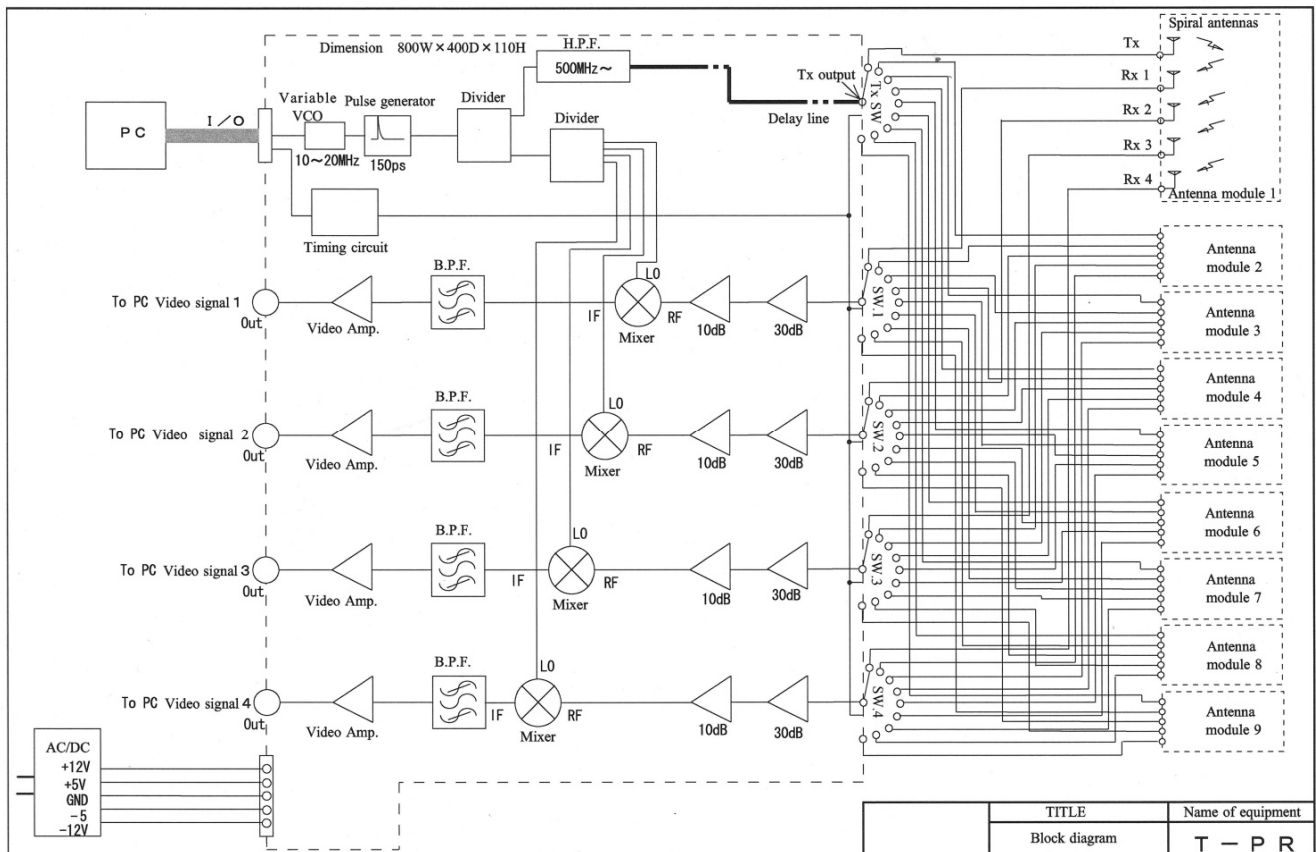 Dimension 800W×400D×110H
H.P.F.
500MHz～
Spiral antennas
Tx
Rx 1
Rx 2
Rx 3
Rx 4
Antenna module 1
Tx output
Tx SW
Delay line
PC
I／O
Variable
VCO
10～20MHz
Pulse generator
150ps
Divider
Divider
Timing circuit
To PC Video signal 1
Out
Video Amp.
B.P.F.
IF
LO
RF
Mixer
10dB
30dB
SW.1
To PC Video signal 2
Out
Video Amp.
B.P.F.
IF
LO
RF
Mixer
10dB
30dB
SW.2
To PC Video signal 3
Out
Video Amp.
B.P.F.
IF
LO
RF
Mixer
10dB
30dB
SW.3
To PC Video signal 4
Out
Video Amp.
B.P.F.
IF
LO
RF
Mixer
10dB
30dB
SW.4
Antenna
module 2
Antenna
module 3
Antenna
module 4
Antenna
module 5
Antenna
module 6
Antenna
module 7
Antenna
module 8
Antenna
module 9
AC/DC
+12V
+5V
GND
-5
-12V
TITLE
Name of equipment
Block diagram
T－PR